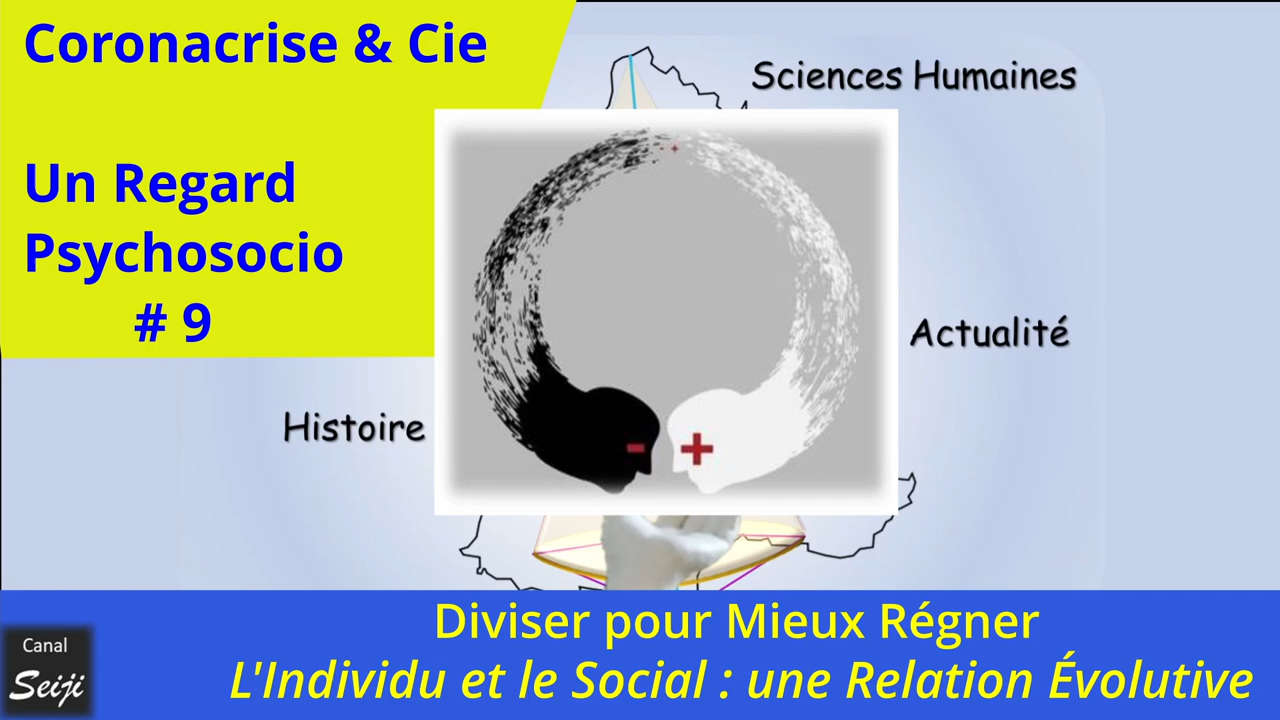 Coronacrise & Cie
Un Regard
Psychosocio
# 9
Sciences Humaines
Actualité
Histoire
- +
Diviser pour Mieux Régner
L'Individu et le Social : une Relation Évolutive
Canal
Seiji